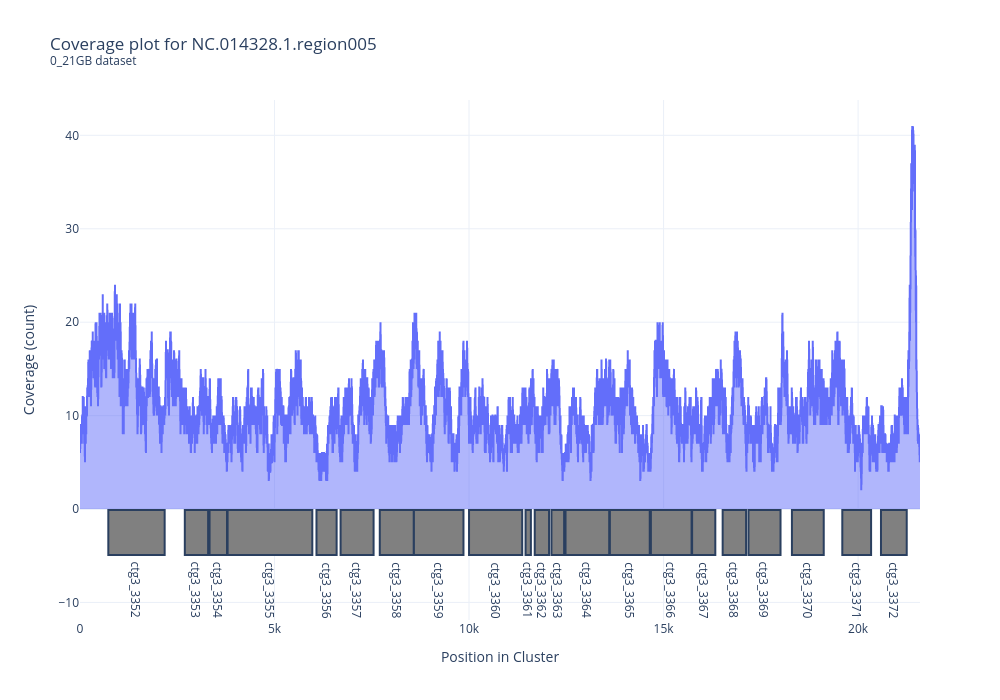 Coverage plot for NC.014328.1.region005
0_21GB dataset
Coverage (count)
40
30
20
10
0
−10
ctg3_3352
ctg3_3353
ctg3_3354
ctg3_3355
ctg3_3356
ctg3_3357
ctg3_3358
ctg3_3359
ctg3_3360
ctg3_3361
ctg3_3362
ctg3_3363
ctg3_3364
ctg3_3365
ctg3_3366
ctg3_3367
ctg3_3368
ctg3_3369
ctg3_3370
ctg3_3371
ctg3_3372
0 5k 10k 15k 20k
Position in Cluster